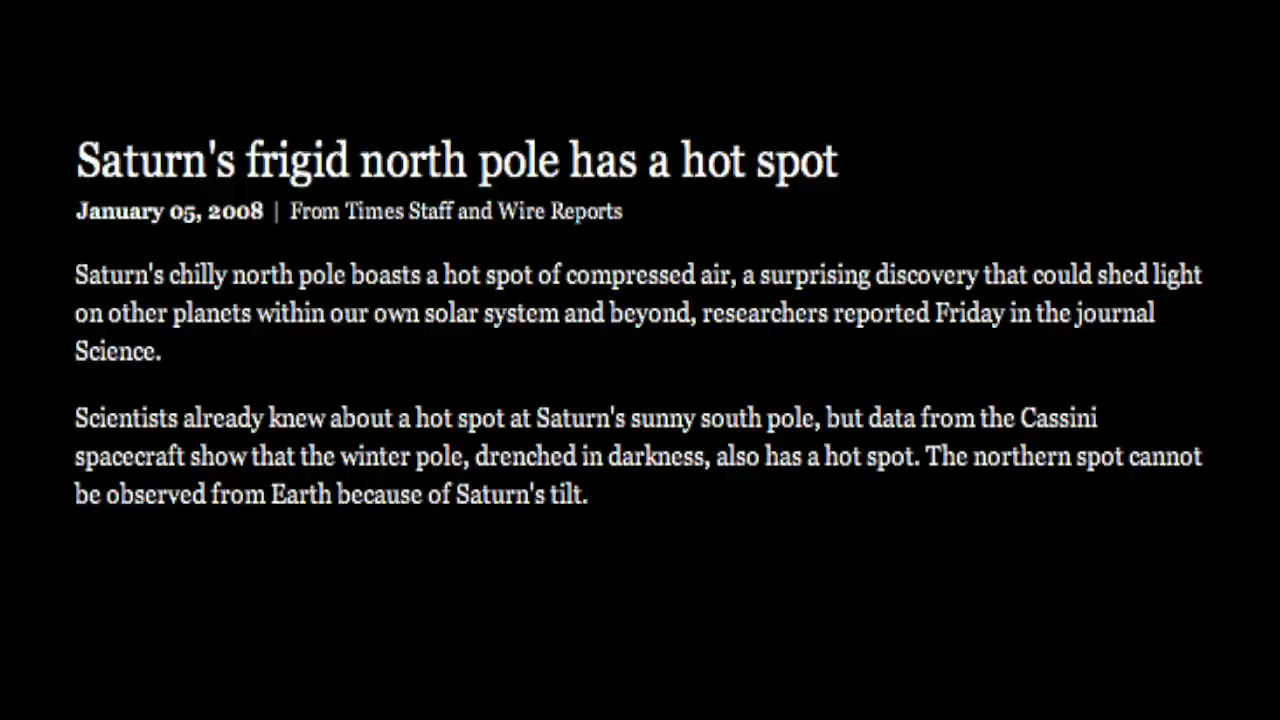 Saturn's frigid north pole has a hot spot
January 05, 2008 | From Times Staff and Wire Reports
Saturn's chilly north pole boasts a hot spot of compressed air, a surprising discovery that could shed light
on other planets within our own solar system and beyond, researchers reported Friday in the journal
Science.
Scientists already knew about a hot spot at Saturn's sunny south pole, but data from the Cassini
spacecraft show that the winter pole, drenched in darkness, also has a hot spot. The northern spot cannot
be observed from Earth because of Saturn's tilt.